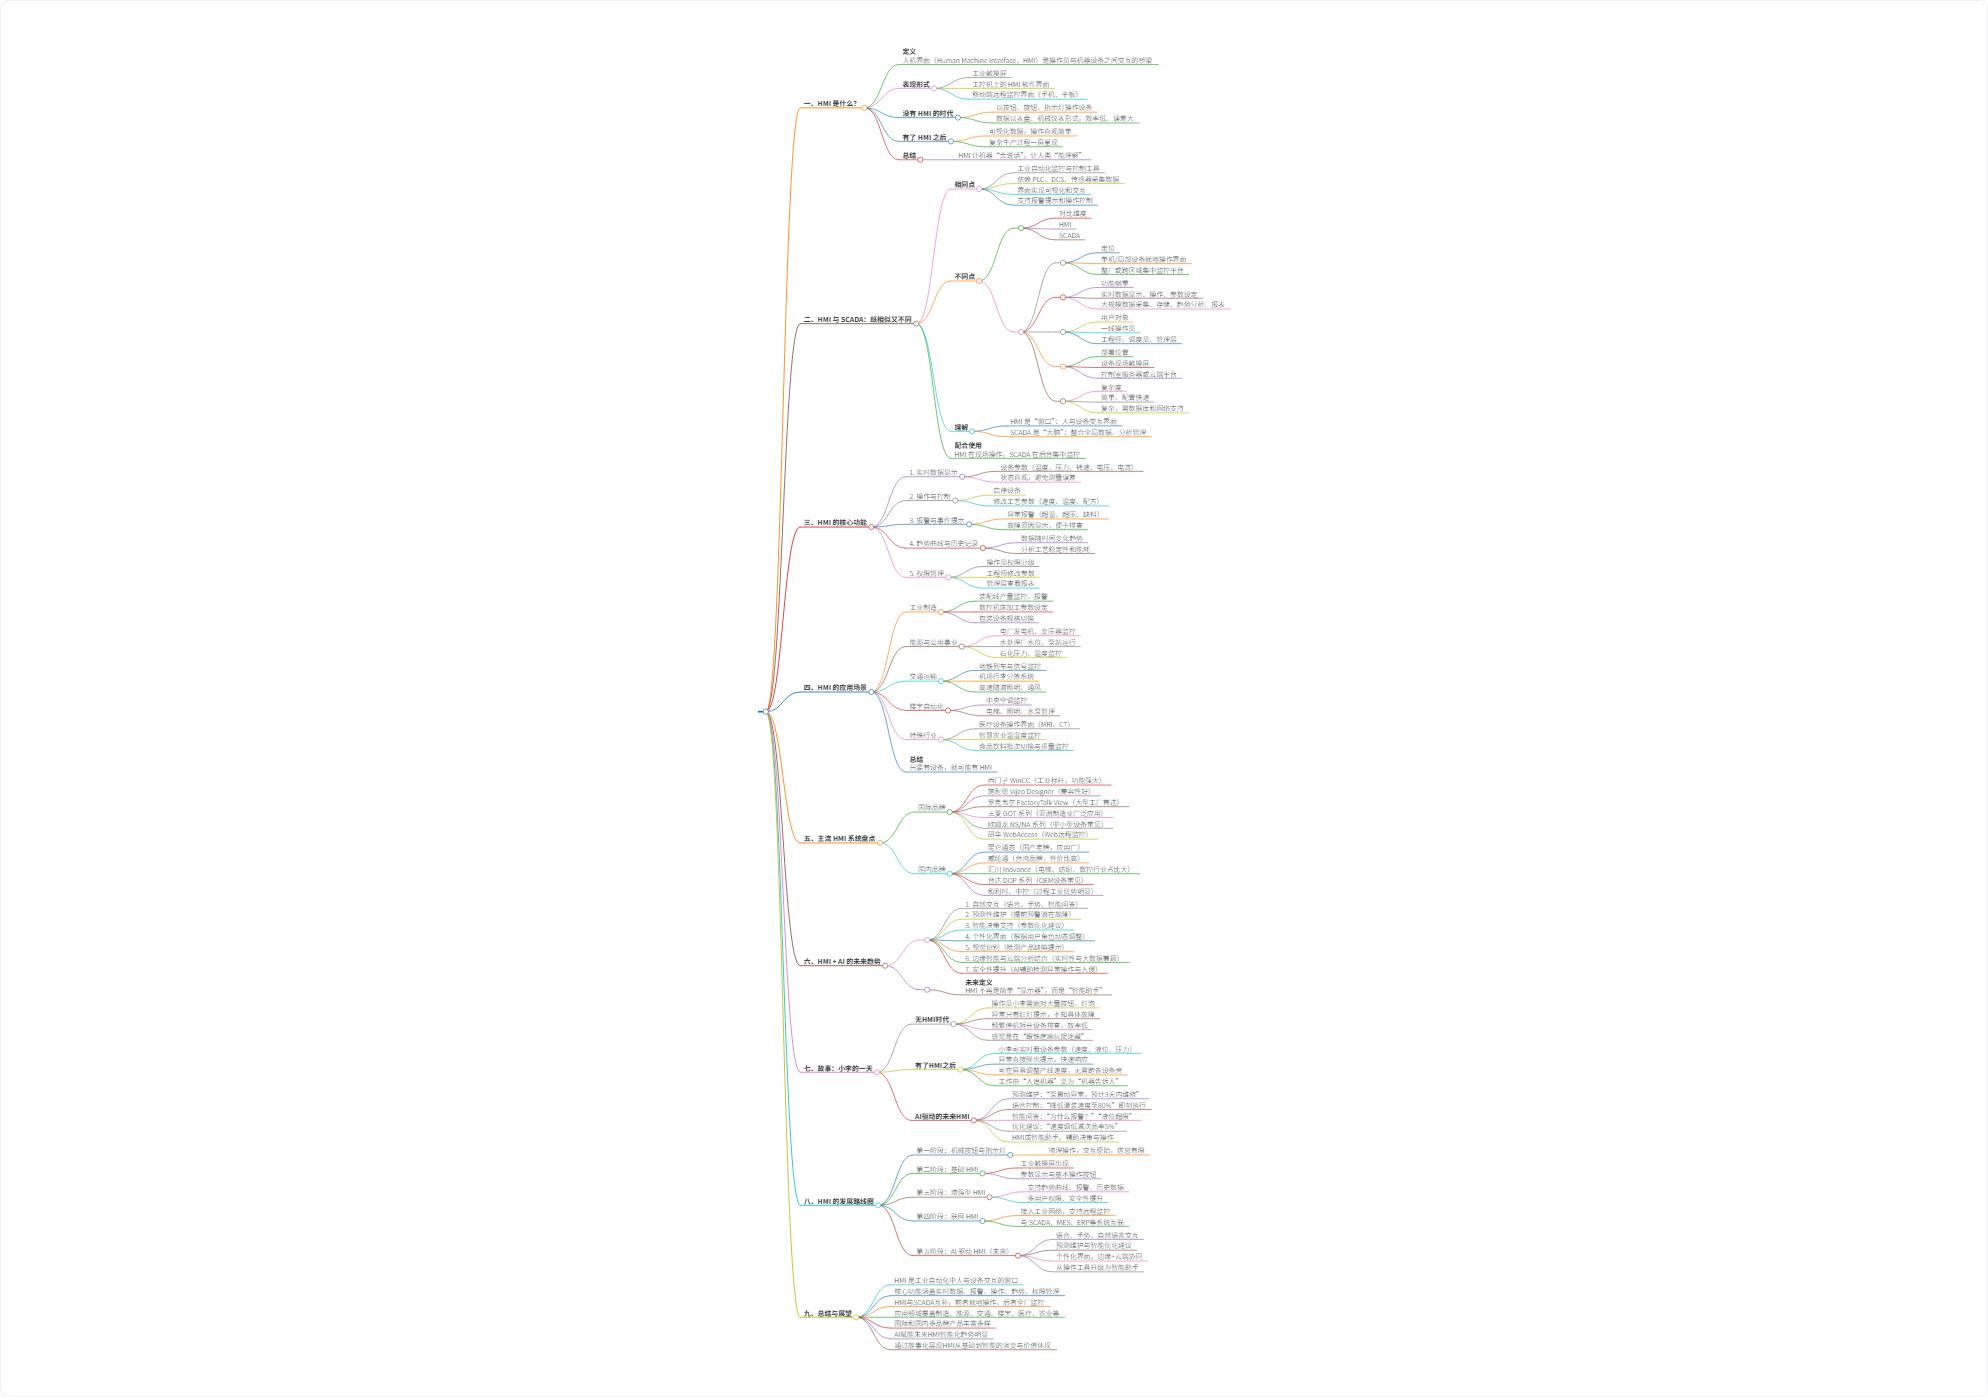 一、HMI 是什么？
定义
人机界面（Human Machine Interface，HMI）是操作员与机器设备之间交互的桥梁
表现形式
工业触摸屏
工控机上的 HMI 软件界面
移动端远程监控界面（手机、平板）
没有 HMI 的时代
以按钮、旋钮、指示灯操作设备
数据以表盘、机械仪表形式，效率低、误差大
有了 HMI 之后
可视化数据，操作直观简单
复杂生产过程一屏呈现
总结
HMI 让机器“会说话”，让人类“能理解”
二、HMI 与 SCADA：既相似又不同
相同点
工业自动化监控与控制工具
依赖 PLC、DCS、传感器采集数据
界面实现可视化和交互
支持报警提示和操作控制
不同点
对比维度
HMI
SCADA
定位
单机/局部设备就地操作界面
整厂或跨区域集中监控平台
功能侧重
实时数据显示、操作、参数设定
大规模数据采集、存储、趋势分析、报表
用户对象
一线操作员
工程师、调度员、管理层
部署位置
设备现场触摸屏
控制室服务器或云端平台
复杂度
简单、配置快速
复杂，需数据库和网络支持
理解
HMI 是“窗口”：人与设备交互界面
SCADA 是“大脑”：整合全局数据、分析管理
配合使用
HMI 在现场操作，SCADA 在后台集中监控
三、HMI 的核心功能
1. 实时数据显示
设备参数（温度、压力、转速、电压、电流）
状态直观，避免测量误差
2. 操作与控制
启停设备
修改工艺参数（速度、温度、配方）
3. 报警与事件提示
异常报警（超温、超压、缺料）
故障原因显示，便于排查
4. 趋势曲线与历史记录
数据随时间变化趋势
分析工艺稳定性和能耗
5. 权限管理
操作员权限分级
工程师修改参数
管理层查看报表
四、HMI 的应用场景
工业制造
装配线产量监控、报警
数控机床加工参数设定
包装设备规格切换
能源与公用事业
电厂发电机、变压器监控
水处理厂水位、泵站运行
石化压力、温度监控
交通运输
地铁列车与信号监控
机场行李分拣系统
高速隧道照明、通风
楼宇自动化
中央空调监控
电梯、照明、水泵管理
特殊行业
医疗设备操作界面（MRI、CT）
智慧农业温湿度监控
食品饮料批次切换与质量监控
总结
只要有设备，就可能有 HMI
五、主流 HMI 系统盘点
国际品牌
西门子 WinCC（工业标杆，功能强大）
施耐德 Vijeo Designer（兼容性好）
罗克韦尔 FactoryTalk View（大型工厂首选）
三菱 GOT 系列（亚洲制造业广泛应用）
欧姆龙 NS/NA 系列（中小型设备常见）
研华 WebAccess（Web远程监控）
国内品牌
昆仑通态（国产老牌，应用广）
威纶通（台湾品牌，性价比高）
汇川 Inovance（电梯、纺织、数控行业占比大）
台达 DOP 系列（OEM设备常见）
和利时、中控（过程工业优势明显）
六、HMI + AI 的未来趋势
1. 自然交互（语音、手势、智能问答）
2. 预测性维护（提前预警潜在故障）
3. 智能决策支持（参数优化建议）
4. 个性化界面（根据用户角色动态调整）
5. 视觉识别（检测产品缺陷提示）
6. 边缘智能与云端分析结合（实时性与大数据兼顾）
7. 安全性提升（AI辅助检测异常操作与入侵）
未来定义
HMI 不再是简单“显示器”，而是“智能助手”
七、故事：小李的一天
无HMI时代
操作员小李需面对大量按钮、灯泡
异常只有红灯提示，不知具体故障
频繁停机拆开设备排查，效率低
感觉是在“跟铁疙瘩玩捉迷藏”
有了HMI之后
小李可实时看设备参数（速度、液位、压力）
异常直接弹出提示，快速响应
可在屏幕调整产线速度，无需跑各设备旁
工作由“人追机器”变为“机器告诉人”
AI驱动的未来HMI
预测维护：“泵震动异常，预计3天内维修”
语音控制：“降低灌装速度至80%” 即刻执行
智能问答：“为什么报警？” “液位超限”
优化建议：“速度调低减次品率5%”
HMI成智能助手，辅助决策与操作
八、HMI 的发展路线图
第一阶段：机械按钮与指示灯
物理操作，交互原始，信息有限
第二阶段：基础 HMI
工业触摸屏出现
参数显示与基本操作按钮
第三阶段：增强型 HMI
支持趋势曲线、报警、历史数据
多用户权限、安全性提升
第四阶段：联网 HMI
接入工业网络，支持远程监控
与 SCADA、MES、ERP等系统互联
第五阶段：AI 驱动 HMI（未来）
语音、手势、自然语言交互
预测维护与智能优化建议
个性化界面，边缘+云端协同
从操作工具升级为智能助手
九、总结与展望
HMI 是工业自动化中人与设备交互的窗口
核心功能涵盖实时数据、报警、操作、趋势、权限管理
HMI与SCADA互补，前者就地操作，后者全厂监控
应用领域覆盖制造、能源、交通、楼宇、医疗、农业等
国际和国内多品牌产品丰富多样
AI赋能未来HMI智能化趋势明显
通过故事化展现HMI从基础到智能的演变与价值体现